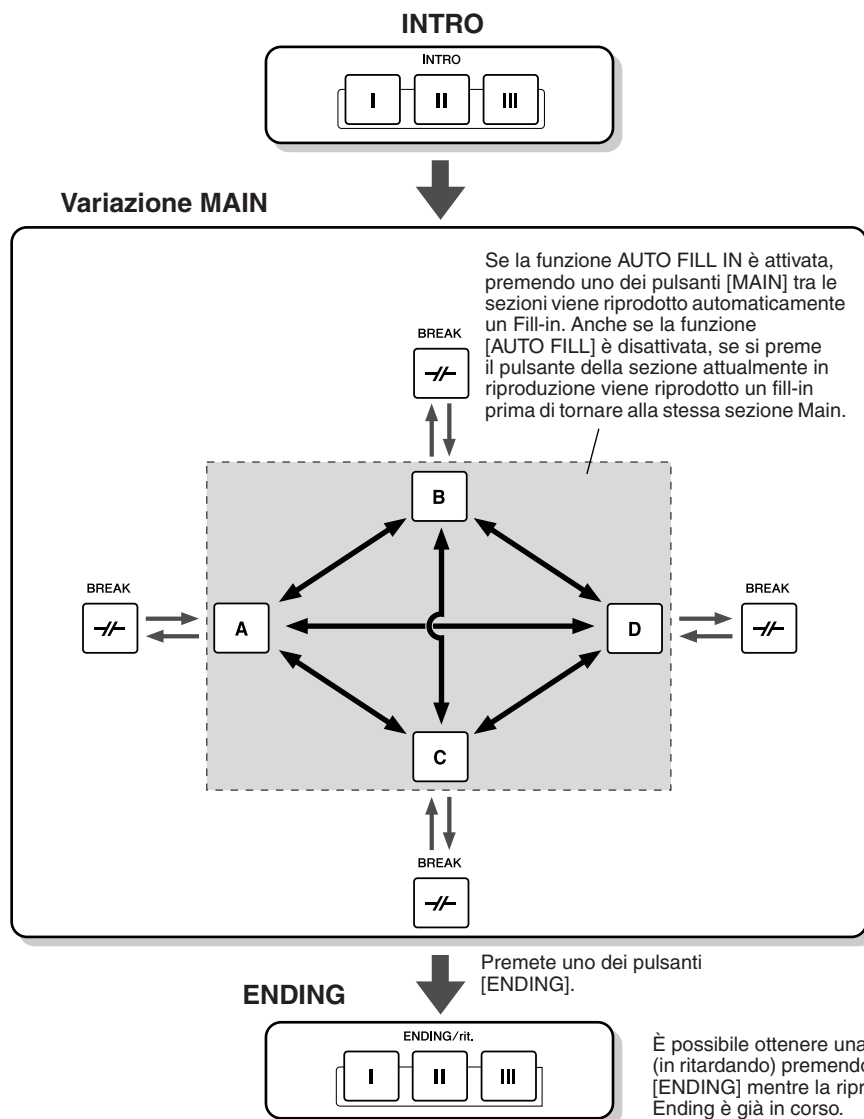 INTRO
INTRO
I II III
Variazione MAIN
Se la funzione AUTO FILL IN è attivata,
premendo uno dei pulsanti [MAIN] tra le
sezioni viene riprodotto automaticamente
un Fill-in. Anche se la funzione
[AUTO FILL] è disattivata, se si preme
il pulsante della sezione attualmente in
riproduzione viene riprodotto un fill-in
prima di tornare alla stessa sezione Main.
BREAK
B
BREAK
A
D
BREAK
C
BREAK
Premete uno dei pulsanti
[ENDING].
ENDING
ENDING/rit.
I II III
È possibile ottenere una
(in ritardando) premendo
[ENDING] mentre la ripr
Ending è già in corso.